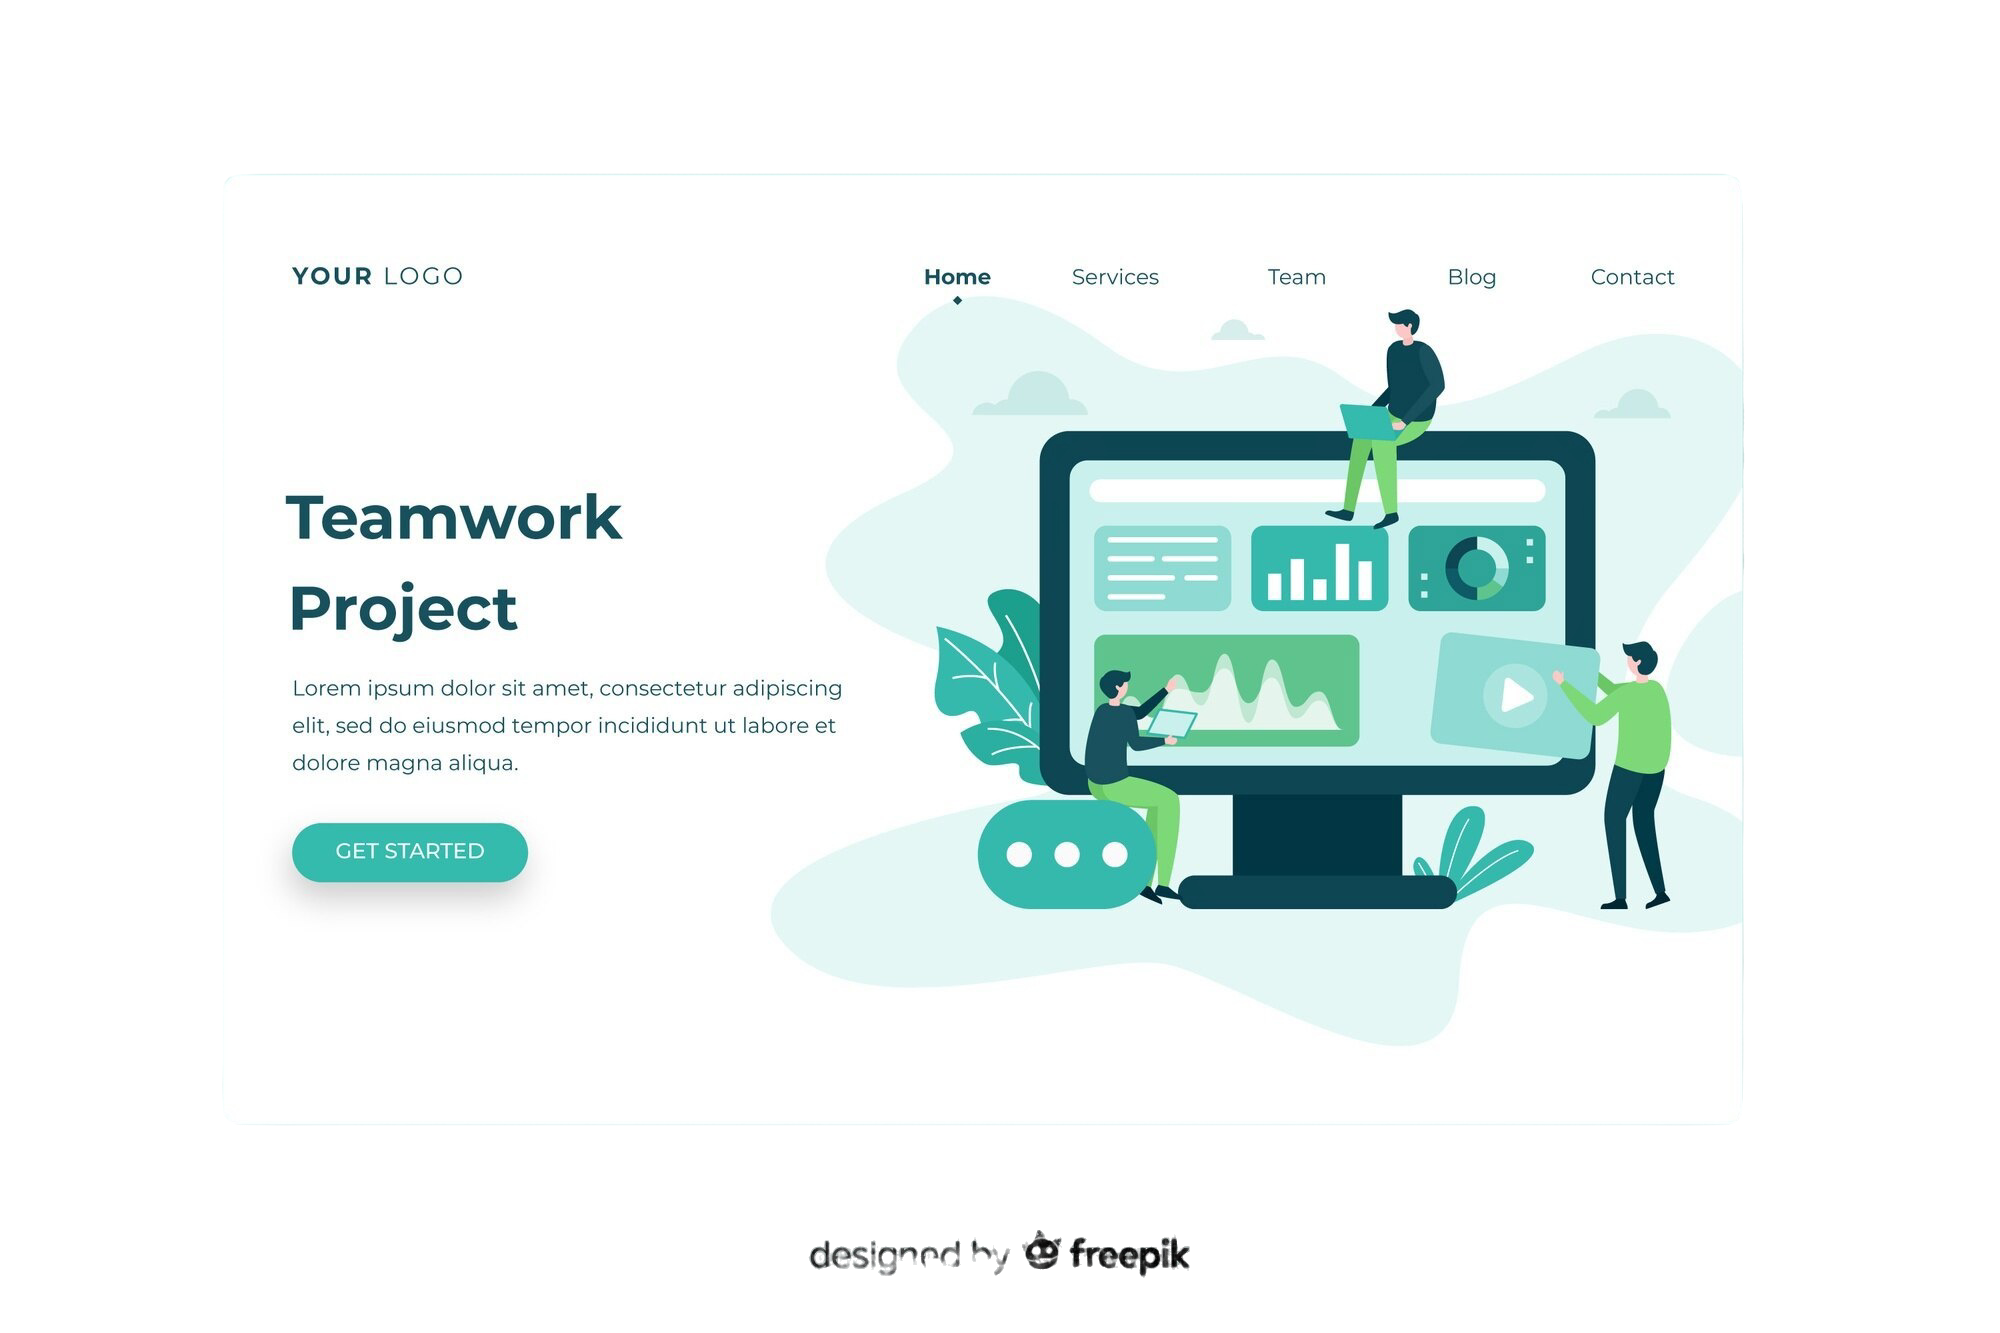 YOUR LOGO
Home Services Team Blog Contact
Teamwork
Project
Lorem ipsum dolor sit amet, consectetur adipiscing
elit, sed do eiusmod tempor incididunt ut labore et
dolore magna aliqua.
GET STARTED
designed by freepik